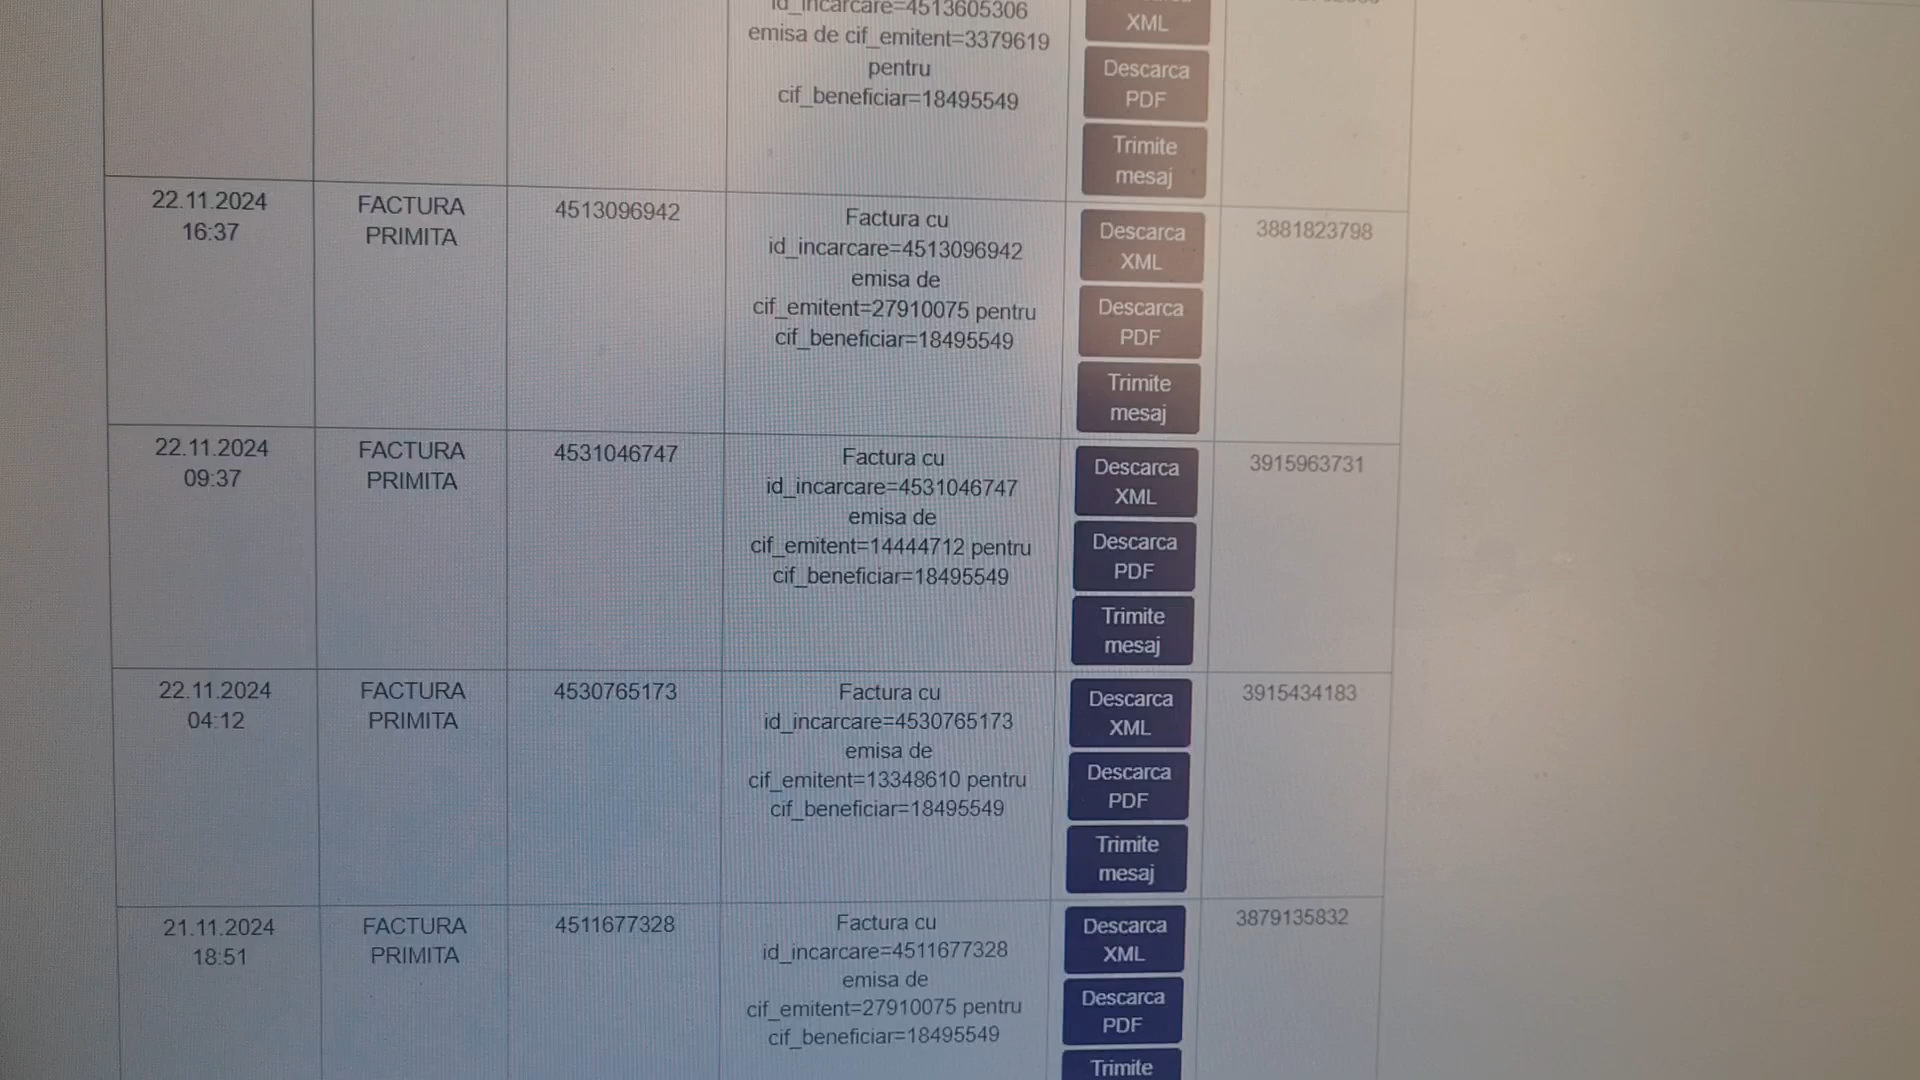 id_incarcare=4513605306
emisa de cif_emitent=3379619
pentru
cif_beneficiar=18495549
XML
Descarca
PDF
Trimite
mesaj
22.11.2024
16:37
FACTURA
PRIMITA
4513096942
Factura cu
id_incarcare=4513096942
emisa de
cif_emitent=27910075 pentru
cif_beneficiar=18495549
Descarca
XML
Descarca
PDF
Trimite
mesaj
3881823798
22.11.2024
09:37
FACTURA
PRIMITA
4531046747
Factura cu
id_incarcare=4531046747
emisa de
cif_emitent=14444712 pentru
cif_beneficiar=18495549
Descarca
XML
Descarca
PDF
Trimite
mesaj
3915963731
22.11.2024
04:12
FACTURA
PRIMITA
4530765173
Factura cu
id_incarcare=4530765173
emisa de
cif_emitent=13348610 pentru
cif_beneficiar=18495549
Descarca
XML
Descarca
PDF
Trimite
mesaj
3915434183
21.11.2024
18:51
FACTURA
PRIMITA
4511677328
Factura cu
id_incarcare=4511677328
emisa de
cif_emitent=27910075 pentru
cif_beneficiar=18495549
Descarca
XML
Descarca
PDF
Trimite
3879135832